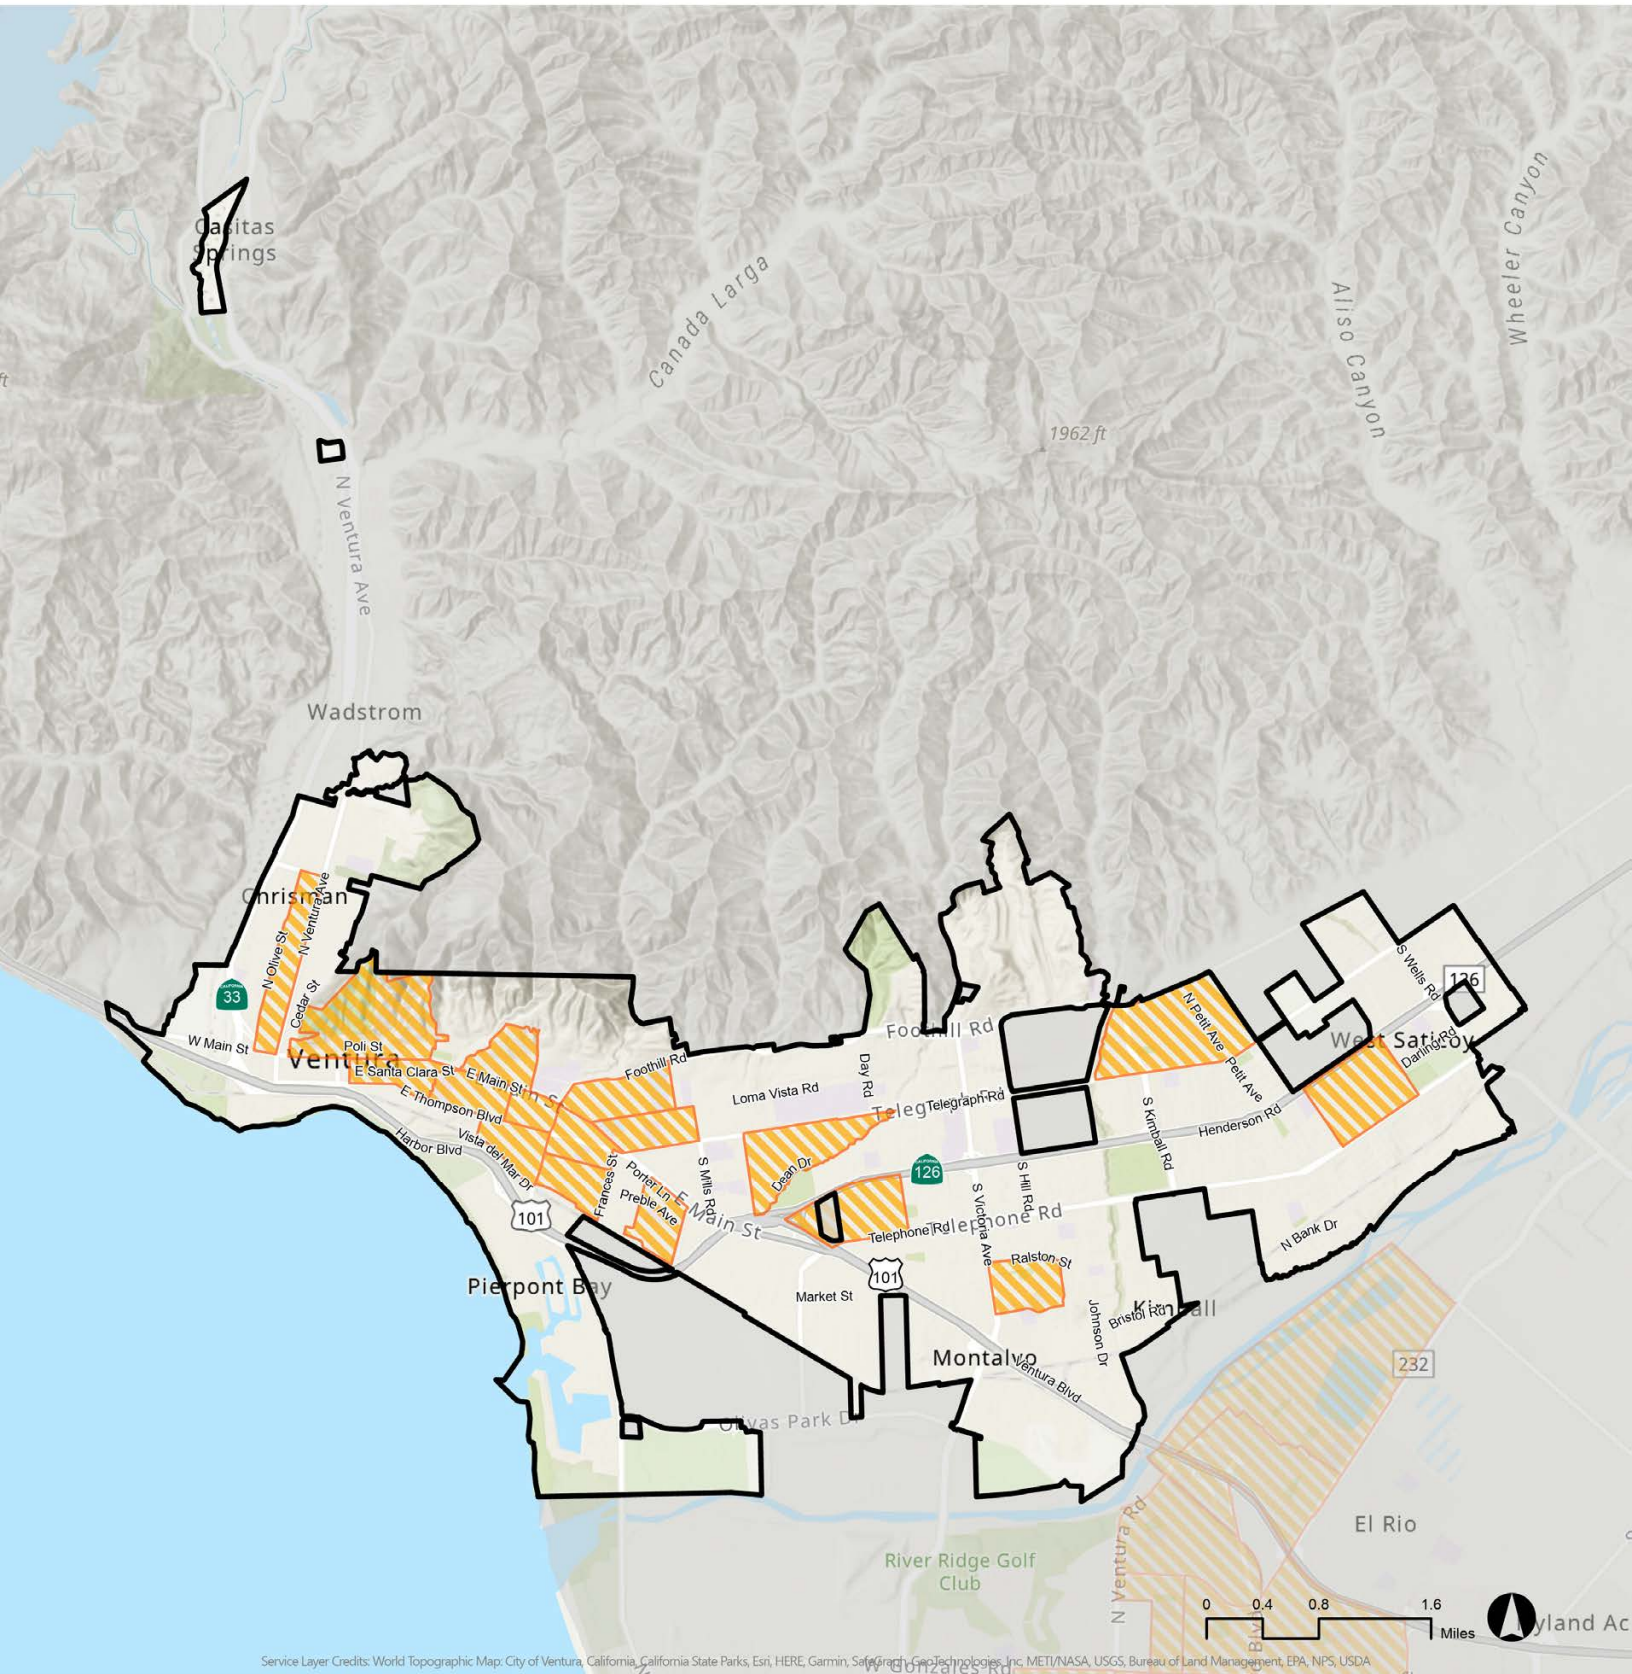 Casitas
Springs
Canada Larga
Aliso Canyon
Wheeler Canyon
1962 ft
ft
N Ventura Ave
Wadstrom
Chrisman
N Olive St
N Ventura Ave
Cedar St
CALIFORNIA
33
W Main St
Ventura
Poli St
E Santa Clara St
E Main St
E Thompson Blvd
Vista del Mar Dr
Harbor Blvd
101
Foothill Rd
Foothill Rd
Loma Vista Rd
Day Rd
Telegraph Rd
Frances St
Porter Ln
Preble Ave
S Mills Rd
E Main St
Dean Dr
CALIFORNIA
126
Telephone Rd
Telephone Rd
S Victoria Ave
S Hill Rd
S Kimball Rd
Henderson Rd
N Petit Ave
Petit Ave
S Wells Rd
126
West Saticoy
Darling Rd
N Bank Dr
Pierpont Bay
Market St
101
Ralston St
Johnson Dr
Bristol Rd
Kimball
Montalvo
Ventura Blvd
232
Olivas Park Dr
El Rio
River Ridge Golf
Club
N Ventura Rd
0 0.4 0.8 1.6
Miles
yland Ac
W Gonzales Rd
Service Layer Credits: World Topographic Map: City of Ventura, California, California State Parks, Esri, HERE, Garmin, SafeGraph, GeoTechnologies, Inc, METI/NASA, USGS, Bureau of Land Management, EPA, NPS, USDA